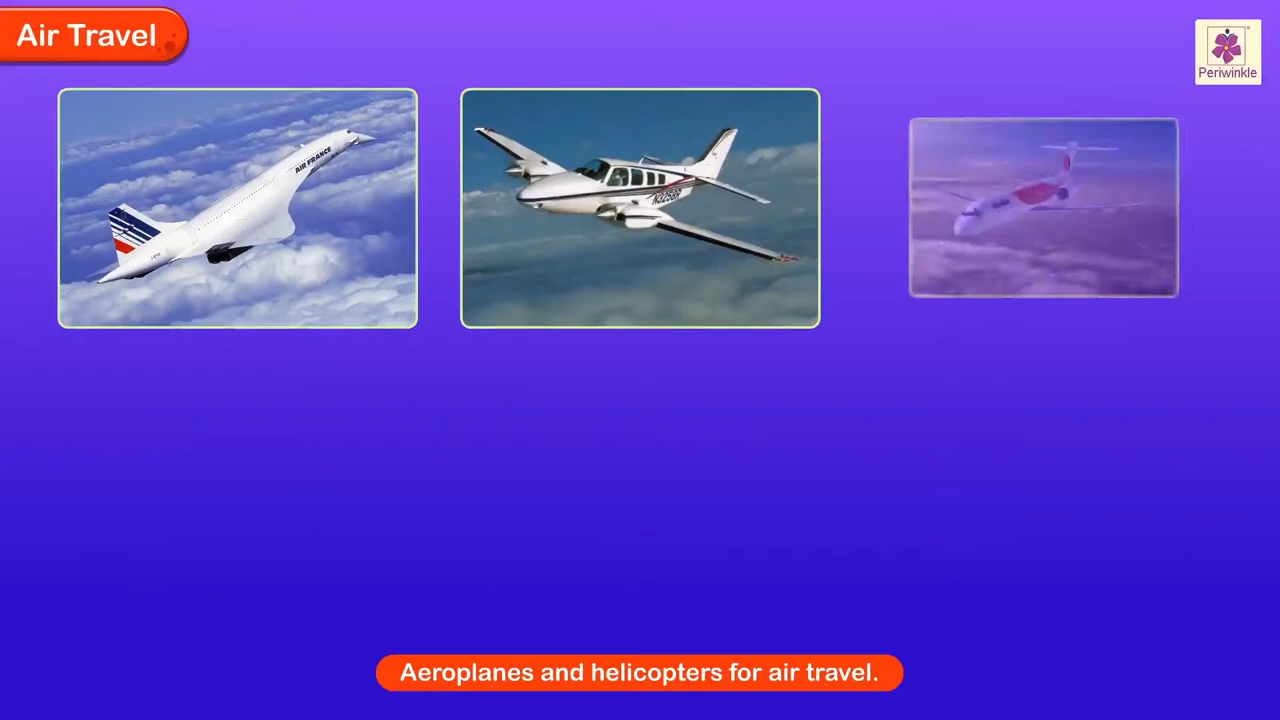 Air Travel
Periwinkle
AIR FRANCE
Aeroplanes and helicopters for air travel.